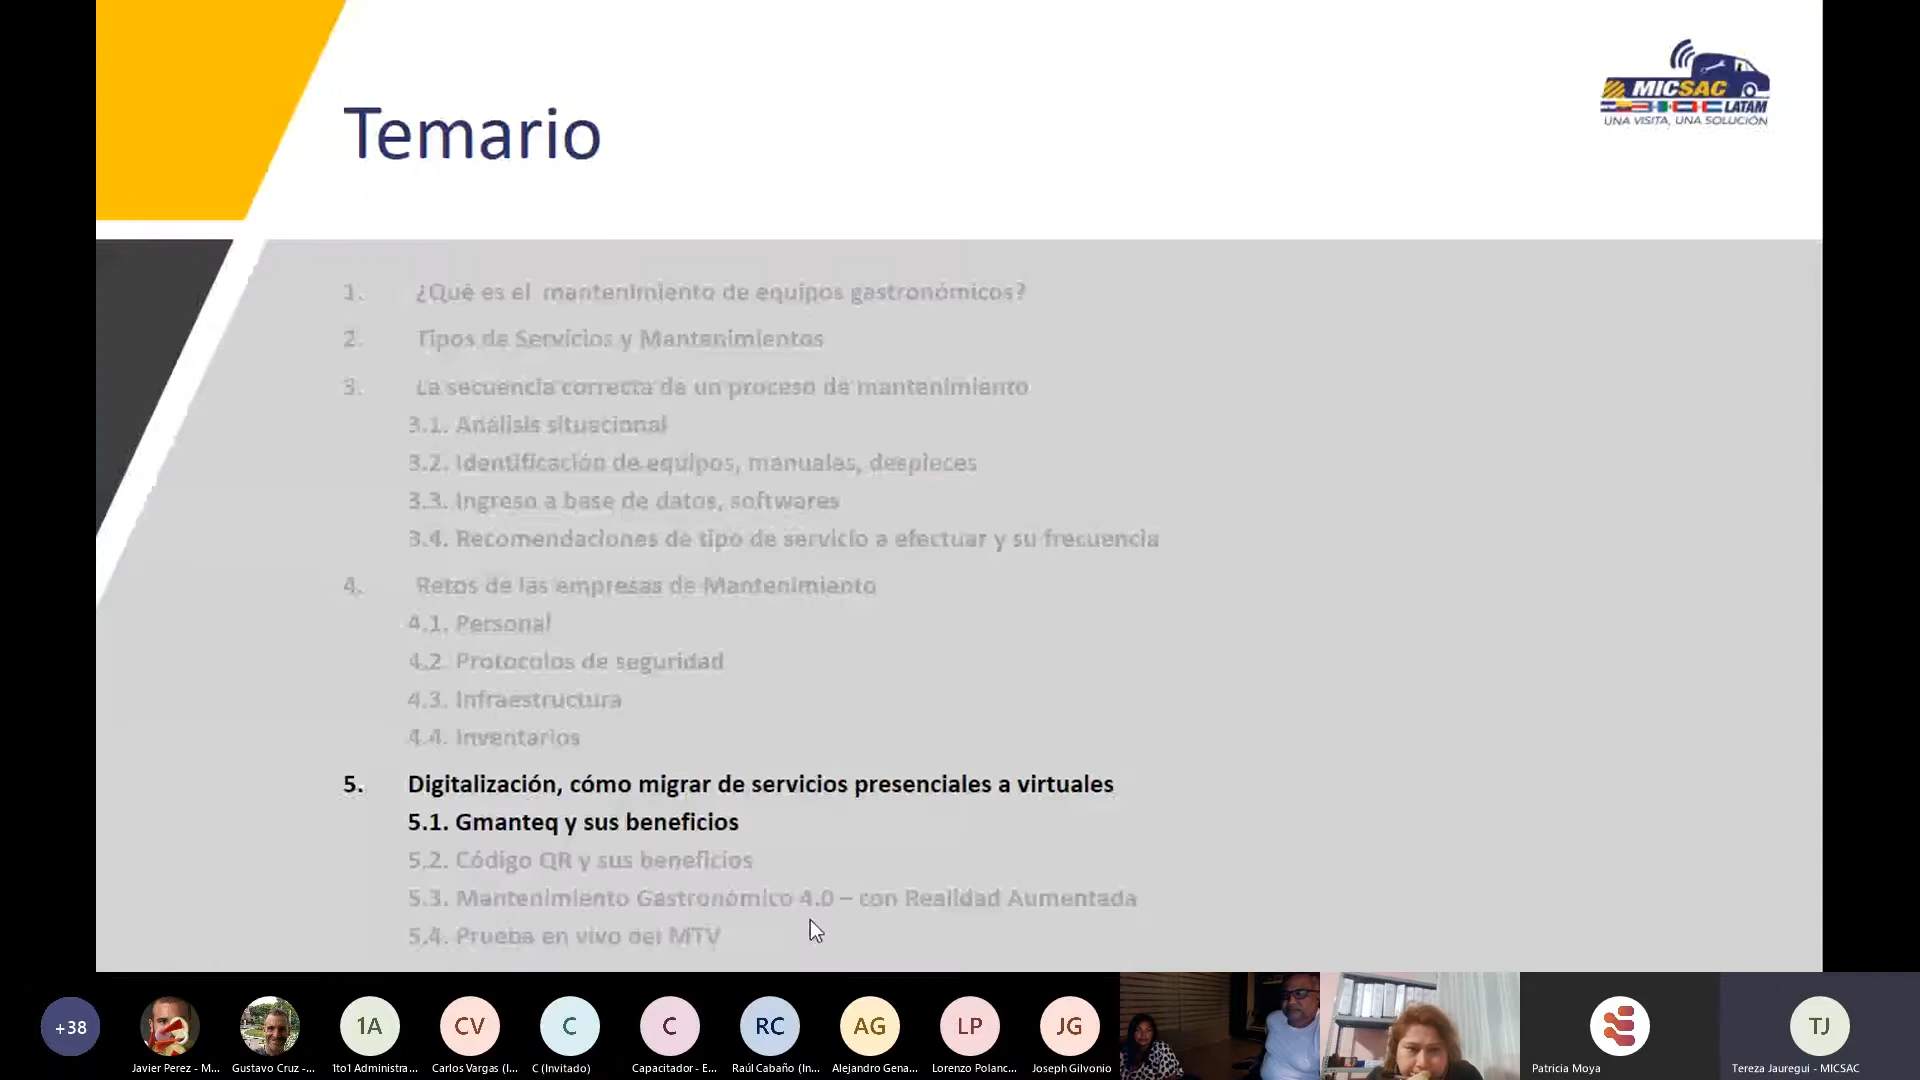 Temario
MICSAC
LATAM
UNA VISITA, UNA SOLUCIÓN
1. ¿Qué es el mantenimiento de equipos gastronómicos?
2. Tipos de Servicios y Mantenimientos
3. La secuencia correcta de un proceso de mantenimiento
3.1. Análisis situacional
3.2. Identificación de equipos, manuales, despieces
3.3. Ingreso a base de datos, softwares
3.4. Recomendaciones de tipo de servicio a efectuar y su frecuencia
4. Retos de las empresas de Mantenimiento
4.1. Personal
4.2. Protocolos de seguridad
4.3. Infraestructura
4.4. Inventarios
5. Digitalización, cómo migrar de servicios presenciales a virtuales
5.1. Gmanteq y sus beneficios
5.2. Código QR y sus beneficios
5.3. Mantenimiento Gastronómico 4.0 – con Realidad Aumentada
5.4. Prueba en vivo del MTV
+38 1A CV C C RC AG LP JG TJ
Javier Perez - M... Gustavo Cruz -... 1to1 Administra... Carlos Vargas (I... C (Invitado) Capacitador - E... Raúl Cabaño (In... Alejandro Gena... Lorenzo Polanc... Joseph Gilvonio Patricia Moya Tereza Jauregui - MICSAC